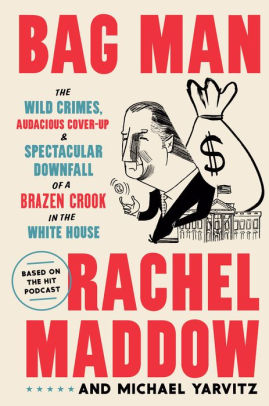 BAG MAN
THE
WILD CRIMES,
AUDACIOUS COVER-UP
&
SPECTACULAR
DOWNFALL
OF A
BRAZEN CROOK
IN THE
WHITE HOUSE
$
BASED ON
THE HIT
PODCAST
RACHEL
MADDOW
AND MICHAEL YARVITZ